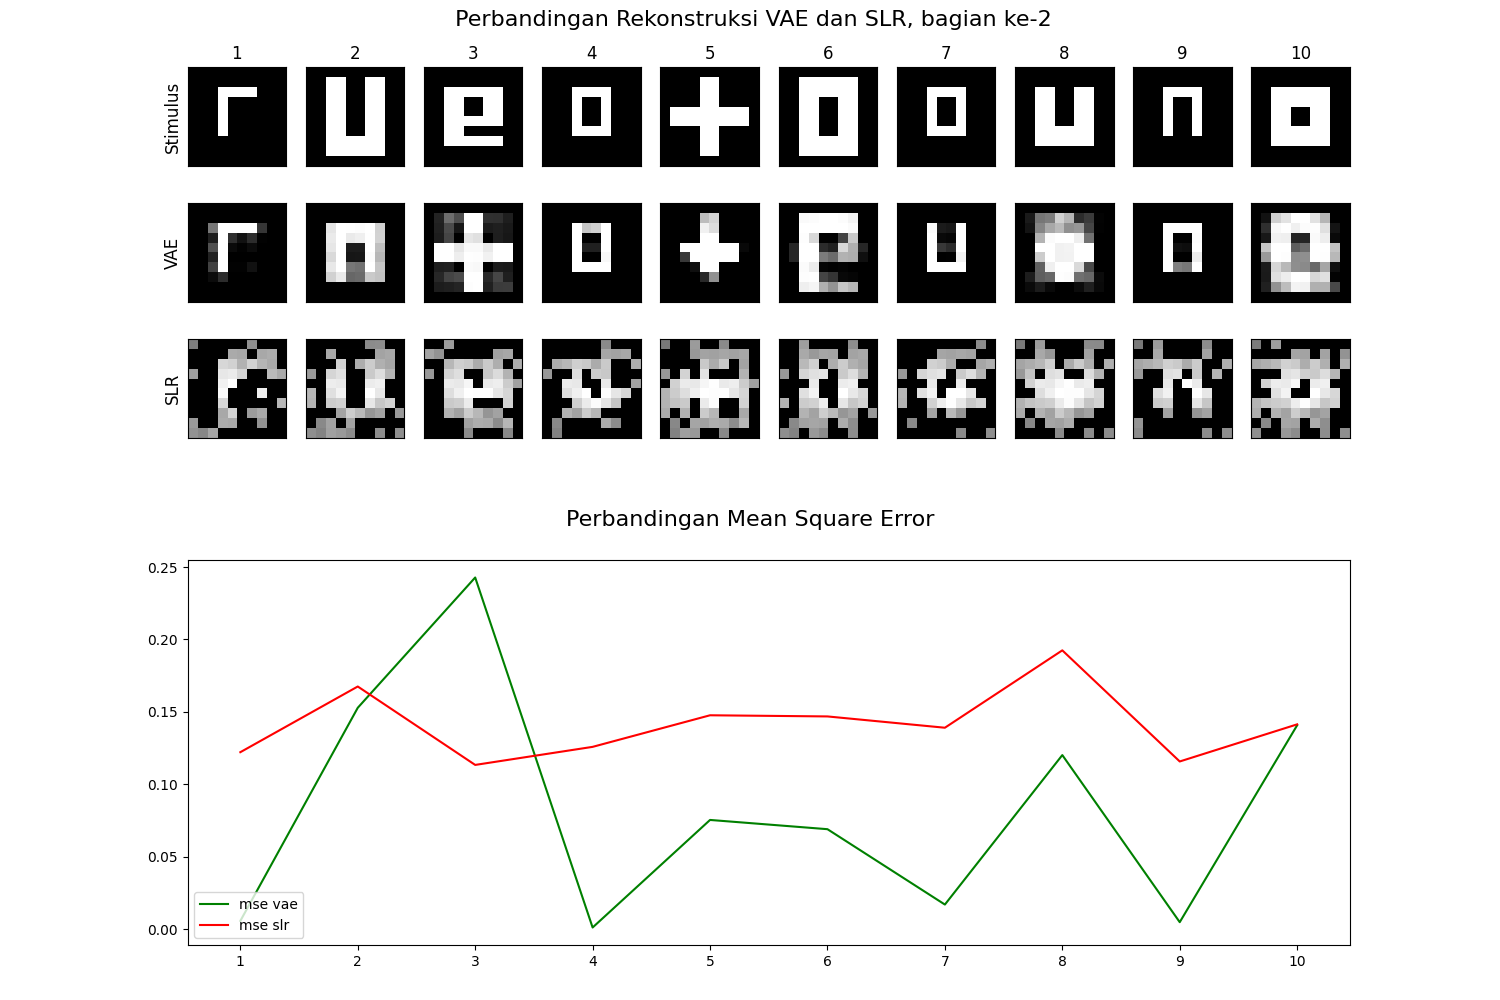 Perbandingan Rekonstruksi VAE dan SLR, bagian ke-2
1 2 3 4 5 6 7 8 9 10
Stimulus
VAE
SLR
Perbandingan Mean Square Error
0.25
0.20
0.15
0.10
0.05
0.00
mse vae
mse slr
1 2 3 4 5 6 7 8 9 10